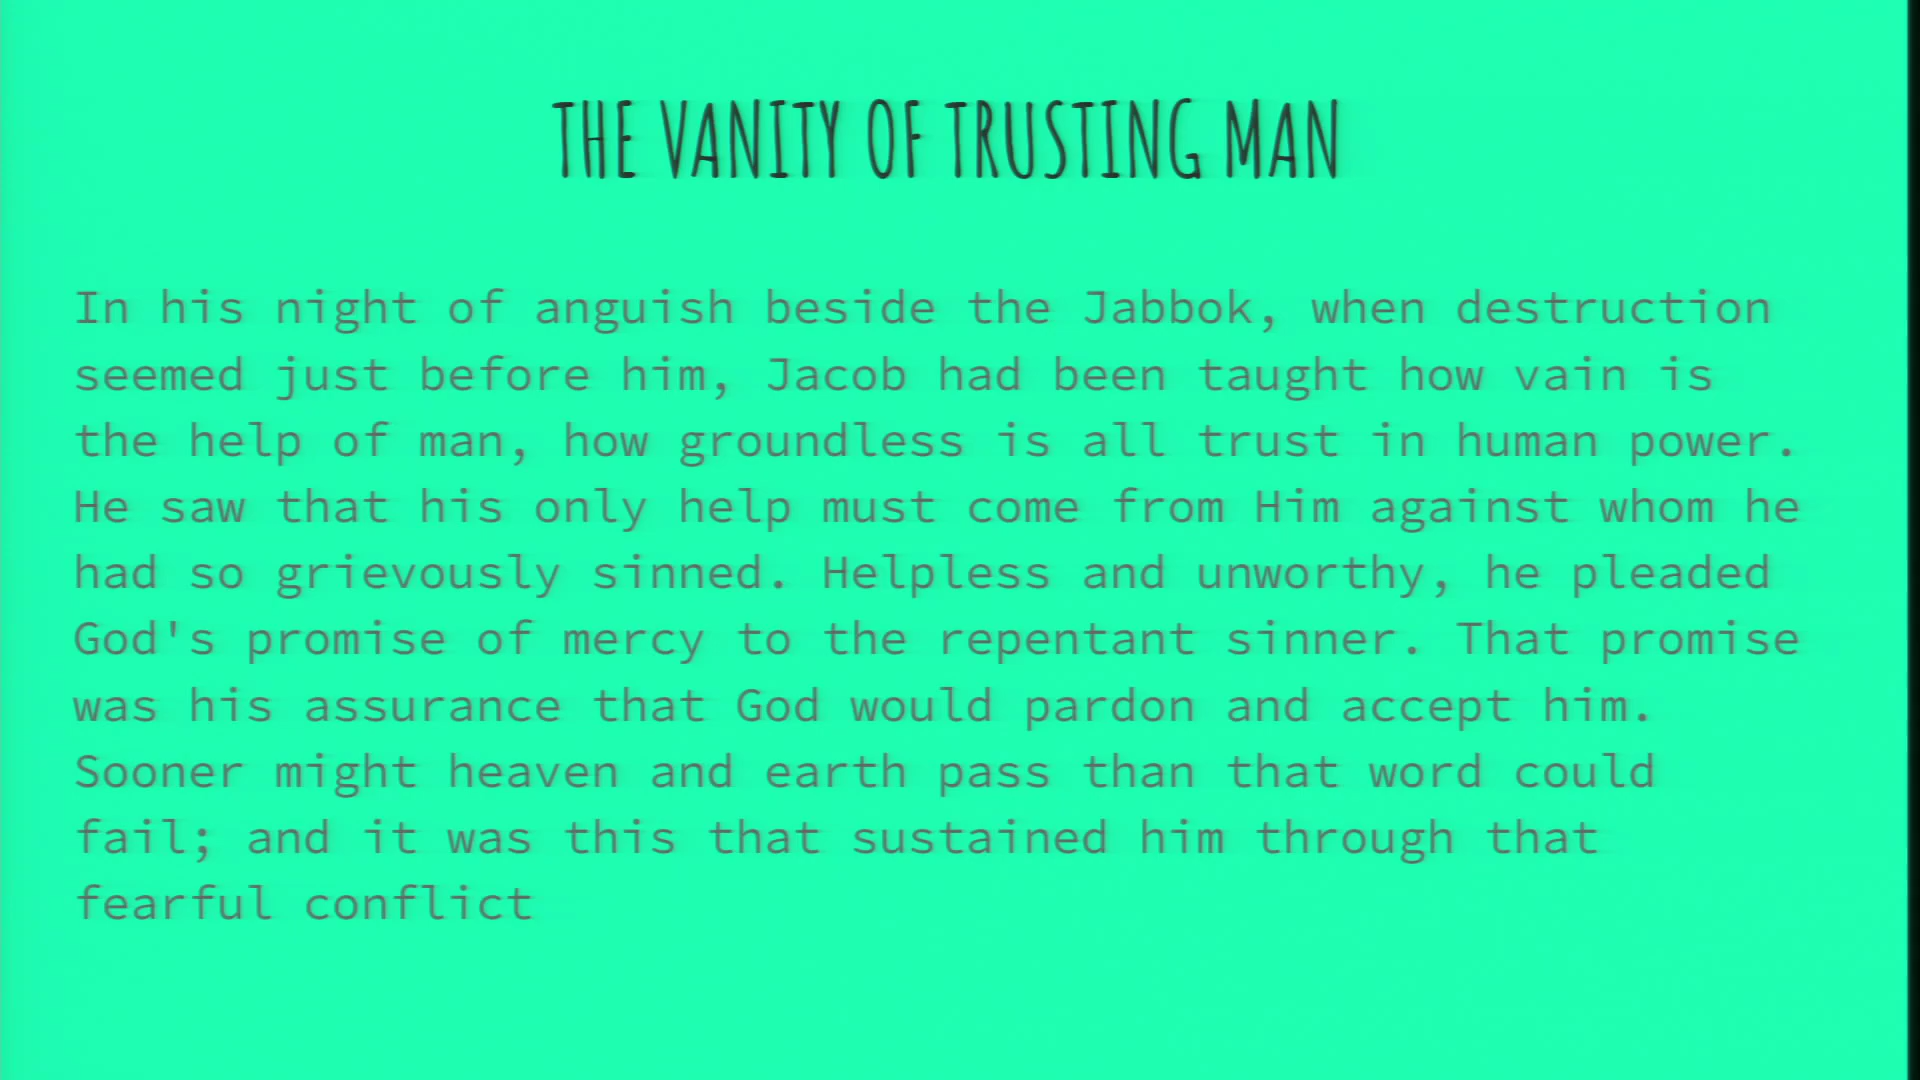 THE VANITY OF TRUSTING MAN
In his night of anguish beside the Jabbok, when destruction
seemed just before him, Jacob had been taught how vain is
the help of man, how groundless is all trust in human power.
He saw that his only help must come from Him against whom he
had so grievously sinned. Helpless and unworthy, he pleaded
God's promise of mercy to the repentant sinner. That promise
was his assurance that God would pardon and accept him.
Sooner might heaven and earth pass than that word could
fail; and it was this that sustained him through that
fearful conflict